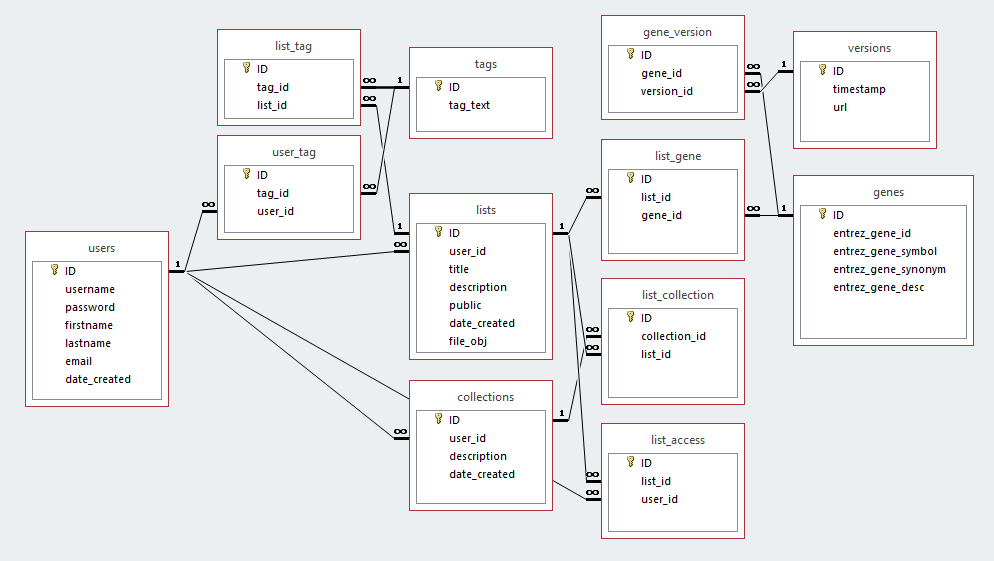 list_tag
ID
tag_id
list_id
∞
∞
tags
1
ID
tag_text
user_tag
ID
tag_id
user_id
∞
∞
users
1
ID
username
password
firstname
lastname
email
date_created
lists
1
∞
1
ID
user_id
title
description
public
date_created
file_obj
collections
∞
1
ID
user_id
description
date_created
gene_version
ID
gene_id
version_id
∞
∞
versions
1
ID
timestamp
url
list_gene
∞
∞
ID
list_id
gene_id
genes
1
ID
entrez_gene_id
entrez_gene_symbol
entrez_gene_synonym
entrez_gene_desc
list_collection
∞
∞
ID
collection_id
list_id
list_access
∞
∞
ID
list_id
user_id